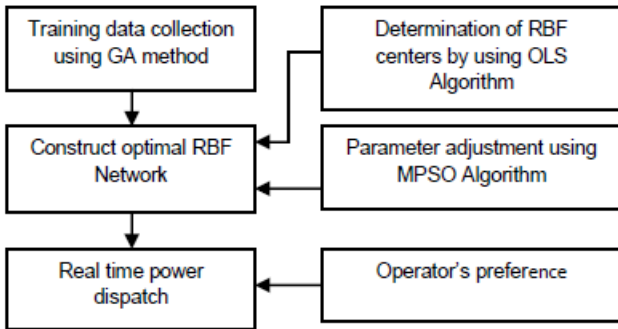 Training data collection
using GA method
Determination of RBF
centers by using OLS
Algorithm
Construct optimal RBF
Network
Parameter adjustment using
MPSO Algorithm
Real time power
dispatch
Operator's preference